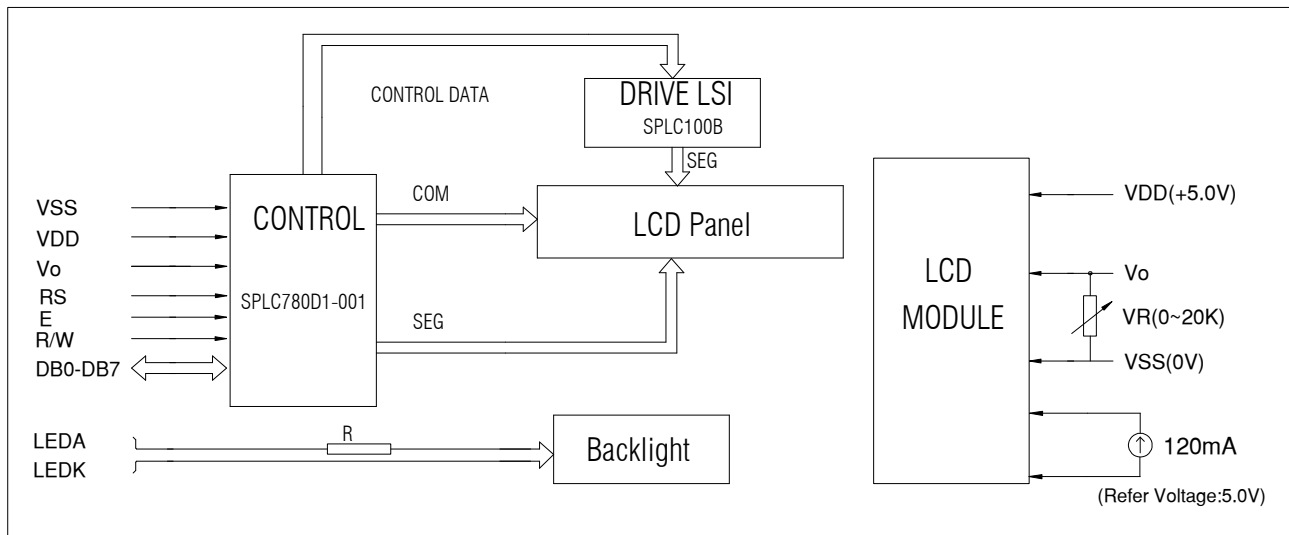 CONTROL DATA
DRIVE LSI
SPLC100B
SEG
VSS
VDD
Vo
RS
E
R/W
DB0-DB7
CONTROL
SPLC780D1-001
COM
SEG
LCD Panel
LEDA
LEDK
R
Backlight
LCD
MODULE
VDD(+5.0V)
Vo
VR(0~20K)
VSS(0V)
120mA
(Refer Voltage:5.0V)